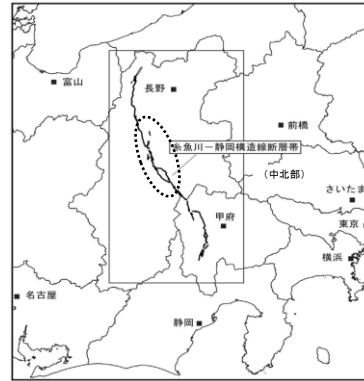 富山
長野
前橋
糸魚川－静岡構造線断層帯
（中北部）
さいたま
甲府
東京
横浜
名古屋
静岡